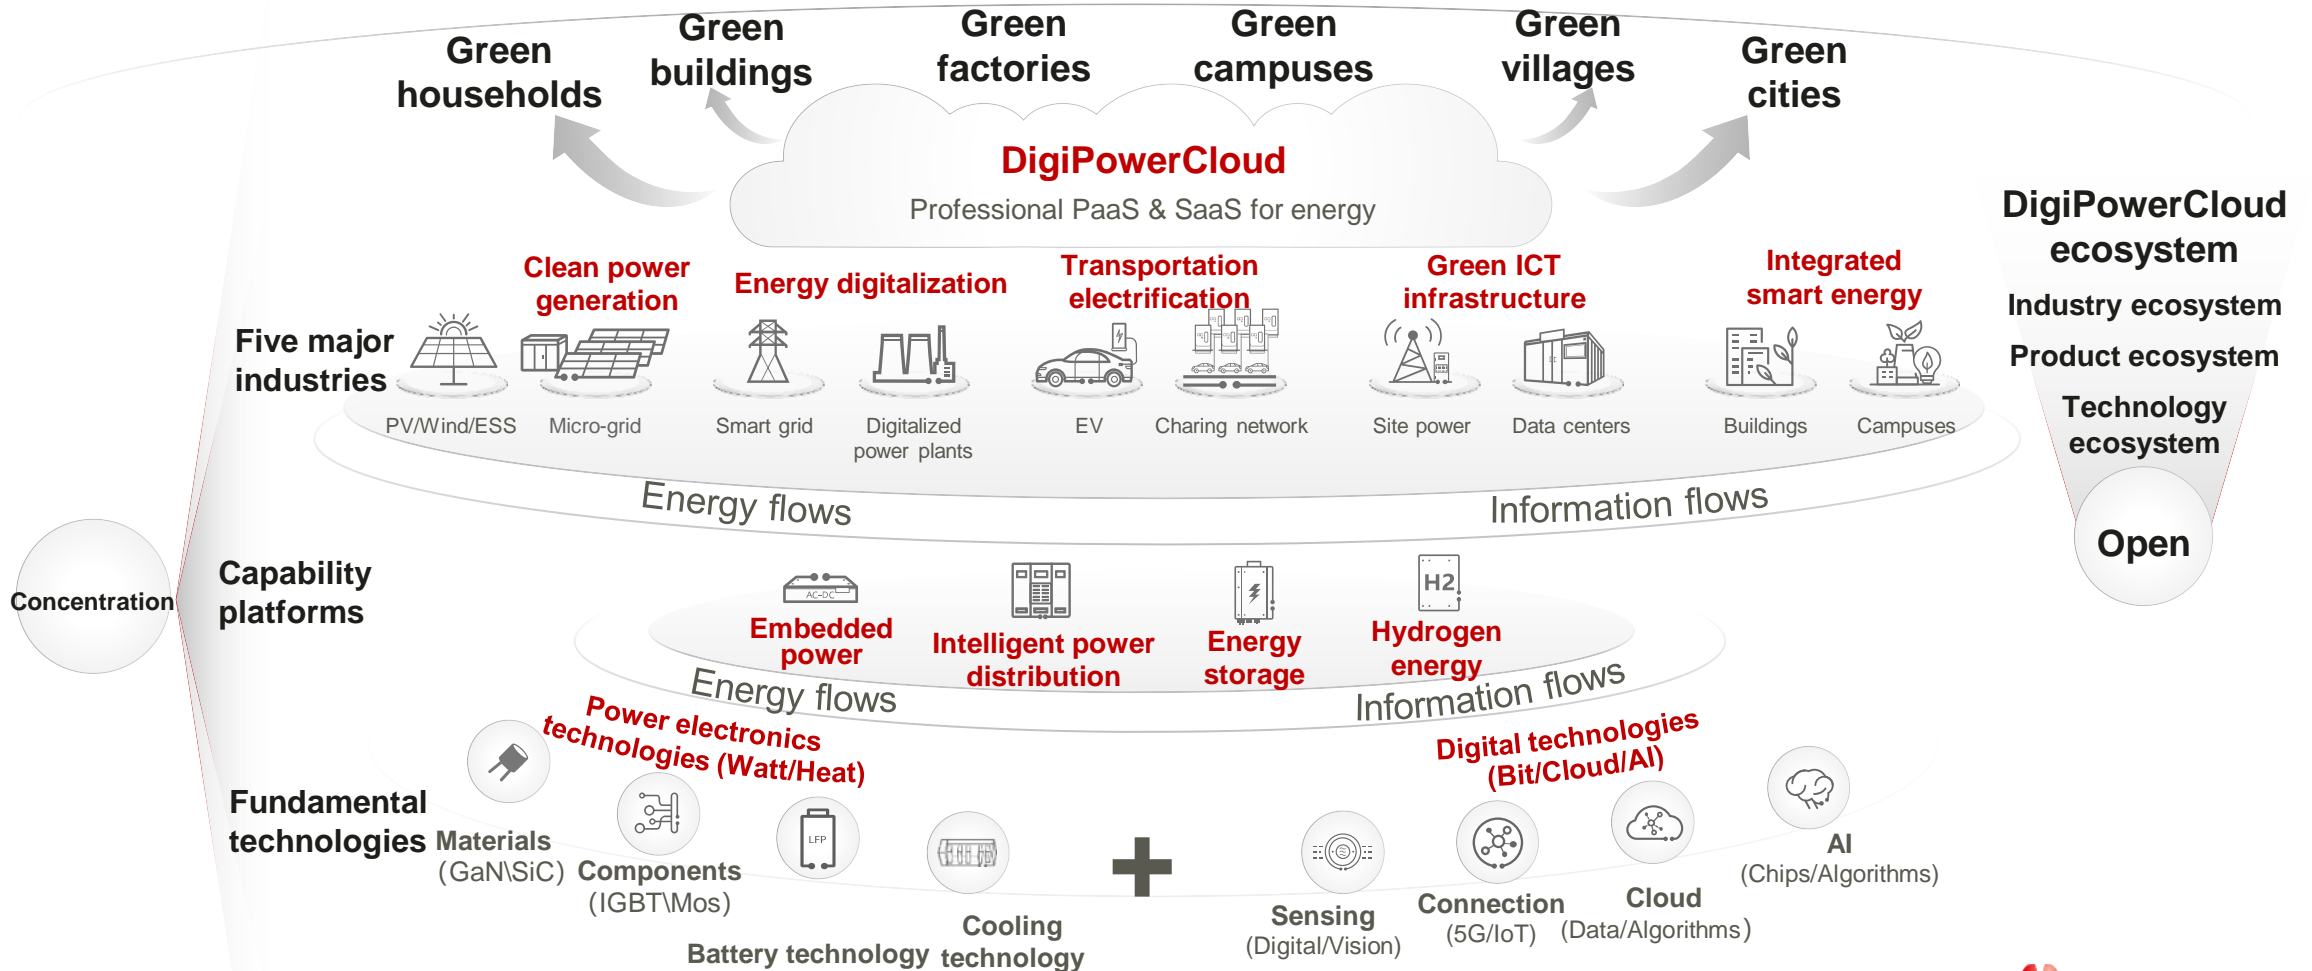 Green
households
Green
buildings
Green
factories
Green
campuses
Green
villages
Green
cities
DigiPowerCloud
Professional PaaS & SaaS for energy
DigiPowerCloud
ecosystem
Industry ecosystem
Product ecosystem
Technology
ecosystem
Open
Concentration
Five major
industries
Clean power
generation
Energy digitalization
Transportation
electrification
Green ICT
infrastructure
Integrated
smart energy
PV/Wind/ESS
Micro-grid
Smart grid
Digitalized
power plants
EV
Charing network
Site power
Data centers
Buildings
Campuses
Energy flows
Information flows
Capability
platforms
AC-DC
H2
Embedded
power
Intelligent power
distribution
Energy
storage
Hydrogen
energy
Energy flows
Information flows
Fundamental
technologies
Power electronics
technologies (Watt/Heat)
Digital technologies
(Bit/Cloud/AI)
LFP
Materials
(GaN\SiC)
Components
(IGBT\Mos)
Battery technology
Cooling
technology
Sensing
(Digital/Vision)
Connection
(5G/IoT)
Cloud
(Data/Algorithms)
AI
(Chips/Algorithms)